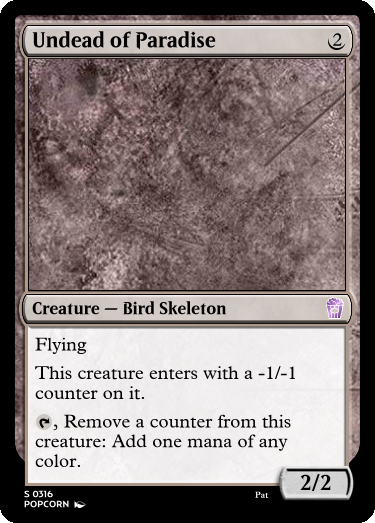 Undead of Paradise 2
Creature — Bird Skeleton
Flying
This creature enters with a -1/-1
counter on it.
, Remove a counter from this
creature: Add one mana of any
color.
2/2
Pat
S 0316
POPCORN